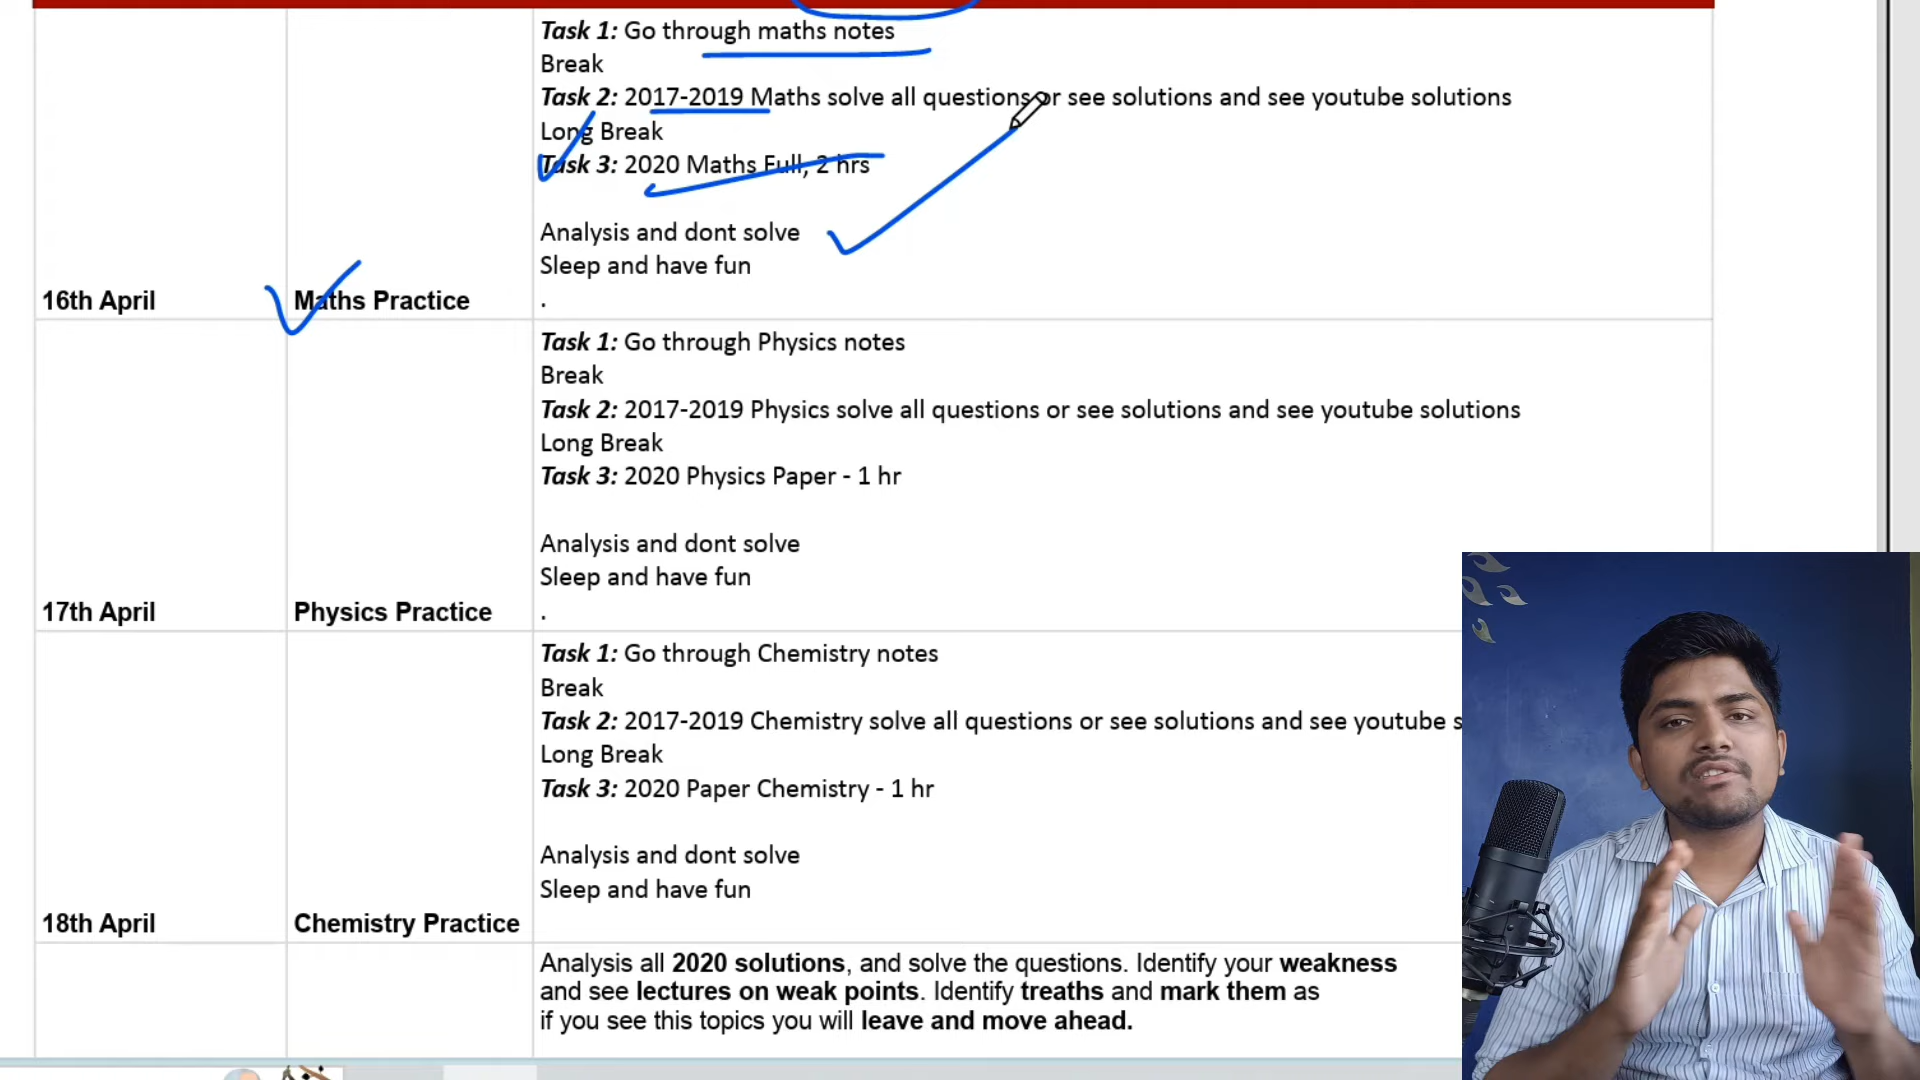 Task 1: Go through maths notes
Break
Task 2: 2017-2019 Maths solve all questions or see solutions and see youtube solutions
Long Break
Task 3: 2020 Maths Full, 2 hrs
Analysis and dont solve
Sleep and have fun
.
16th April
Maths Practice
Task 1: Go through Physics notes
Break
Task 2: 2017-2019 Physics solve all questions or see solutions and see youtube solutions
Long Break
Task 3: 2020 Physics Paper - 1 hr
Analysis and dont solve
Sleep and have fun
.
17th April
Physics Practice
Task 1: Go through Chemistry notes
Break
Task 2: 2017-2019 Chemistry solve all questions or see solutions and see youtube s
Long Break
Task 3: 2020 Paper Chemistry - 1 hr
Analysis and dont solve
Sleep and have fun
18th April
Chemistry Practice
Analysis all 2020 solutions, and solve the questions. Identify your weakness
and see lectures on weak points. Identify treaths and mark them as
if you see this topics you will leave and move ahead.